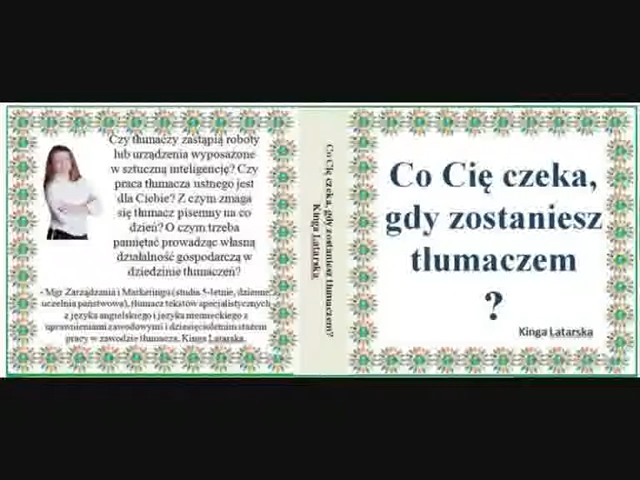 Czy tłumaczy zastąpią roboty
lub urządzenia wyposażone
w sztuczną inteligencję? Czy
praca tłumacza ustnego jest
dla Ciebie? Z czym zmaga
się tłumacz pisemny na co
dzień? O czym trzeba
pamiętać prowadząc własną
działalność gospodarczą w
dziedzinie tłumaczeń?
- Mgr Zarządzania i Marketingu (studia 5-letnie, dzienne,
uczelnia państwowa), tłumacz tekstów specjalistycznych
z języka angielskiego i języka niemieckiego z
uprawnieniami zawodowymi i dziesięcioletnim stażem
pracy w zawodzie tłumacza, Kinga Latarska.
Co Cię czeka, gdy zostaniesz tłumaczem?
Kinga Latarska
Co Cię czeka,
gdy zostaniesz
tłumaczem
?
Kinga Latarska